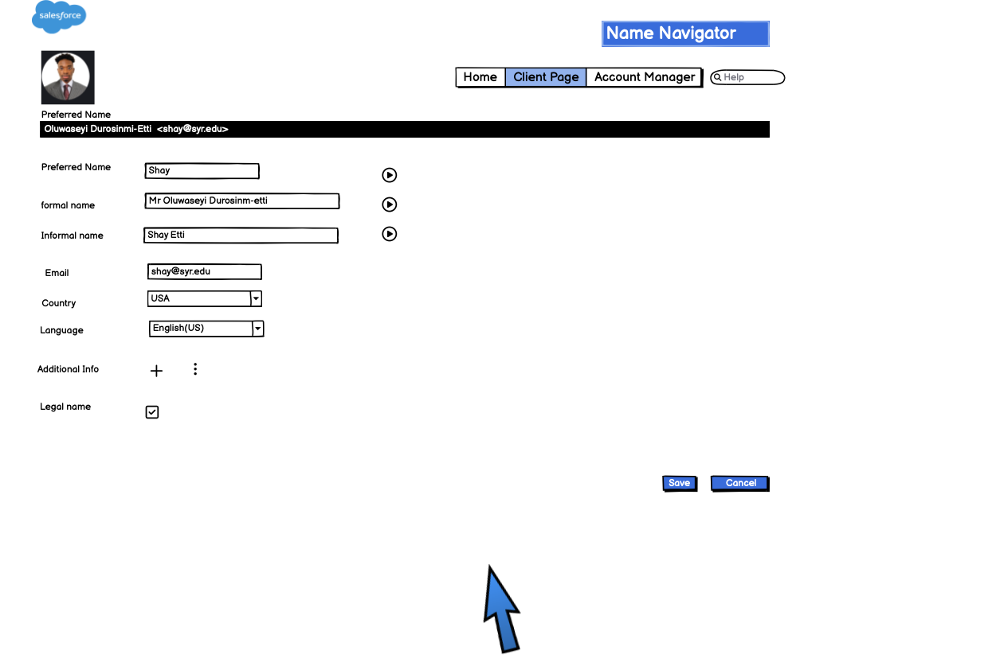 salesforce
Name Navigator
Home Client Page Account Manager Help
Preferred Name
Oluwaseyi Durosinmi-Etti <shay@syr.edu>
Preferred Name Shay
formal name Mr Oluwaseyi Durosinm-etti
Informal name Shay Etti
Email shay@syr.edu
Country USA
Language English(US)
Additional Info
Legal name
Save Cancel